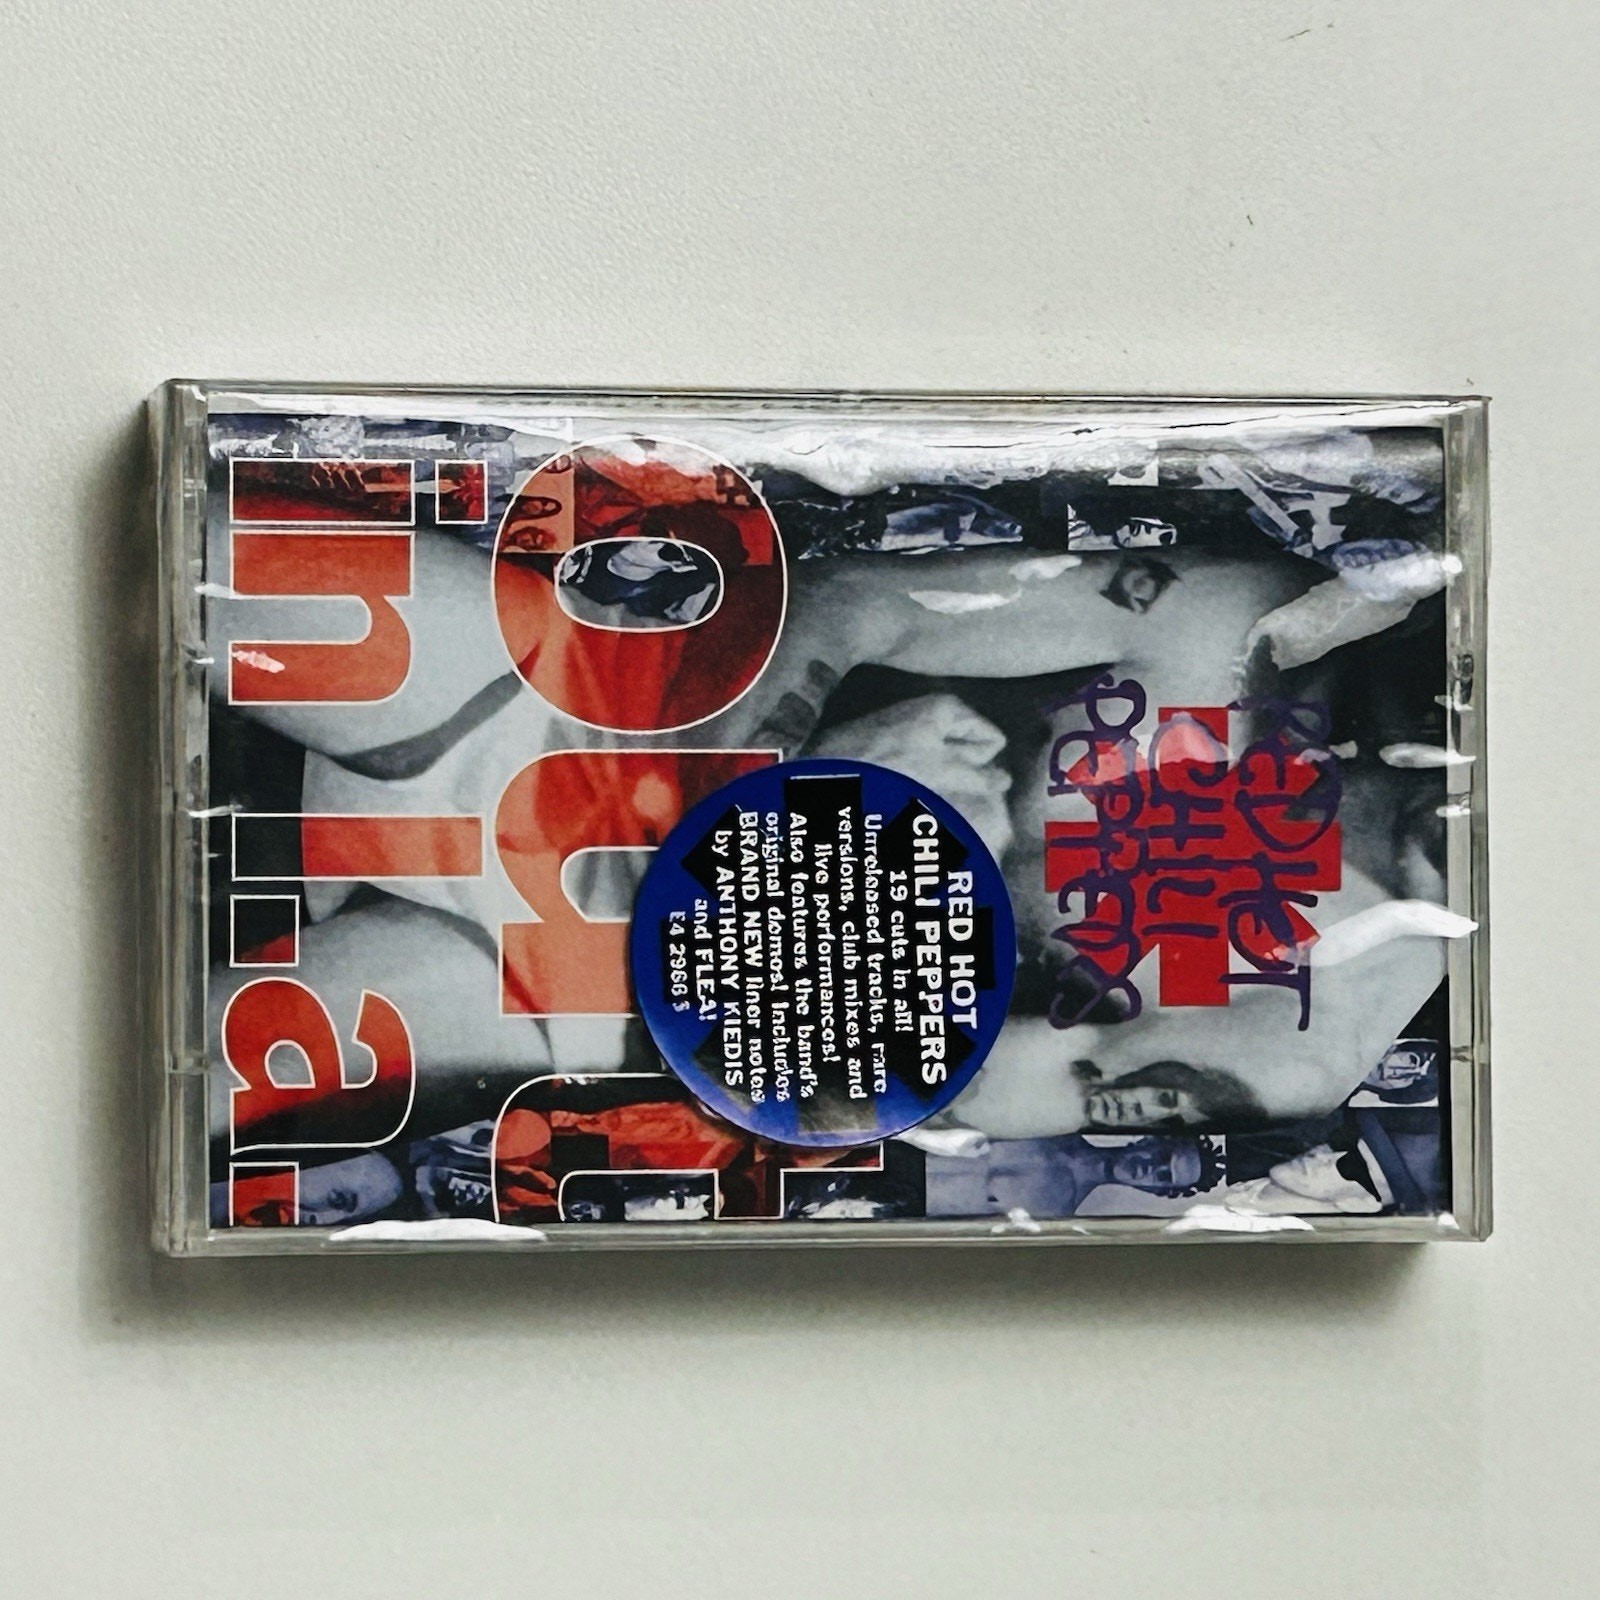 Red Hot
Chili
Peppers
RED HOT
CHILI PEPPERS
19 cuts in all!
Unreleased tracks, rare
versions, club mixes and
live performances!
Also features the band's
original demos! Includes
BRAND NEW liner notes
by ANTHONY KIEDIS
and FLEA!
E4 29665
Out
in l.a.